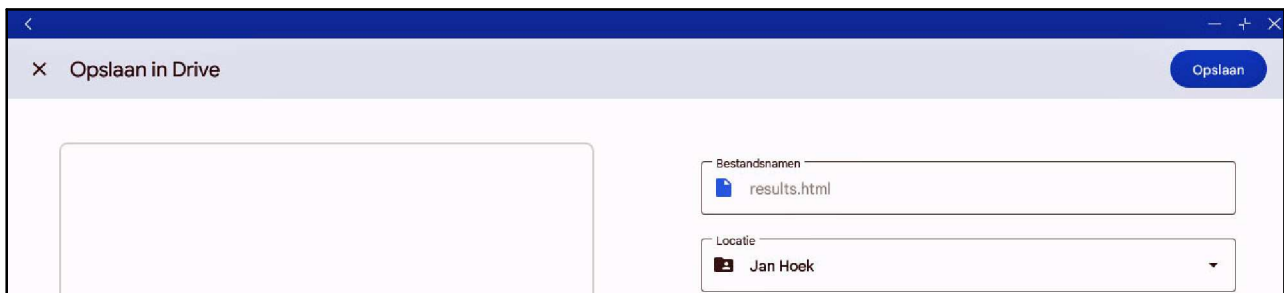 Opslaan in Drive
Opslaan
Bestandsnamen
results.html
Locatie
Jan Hoek